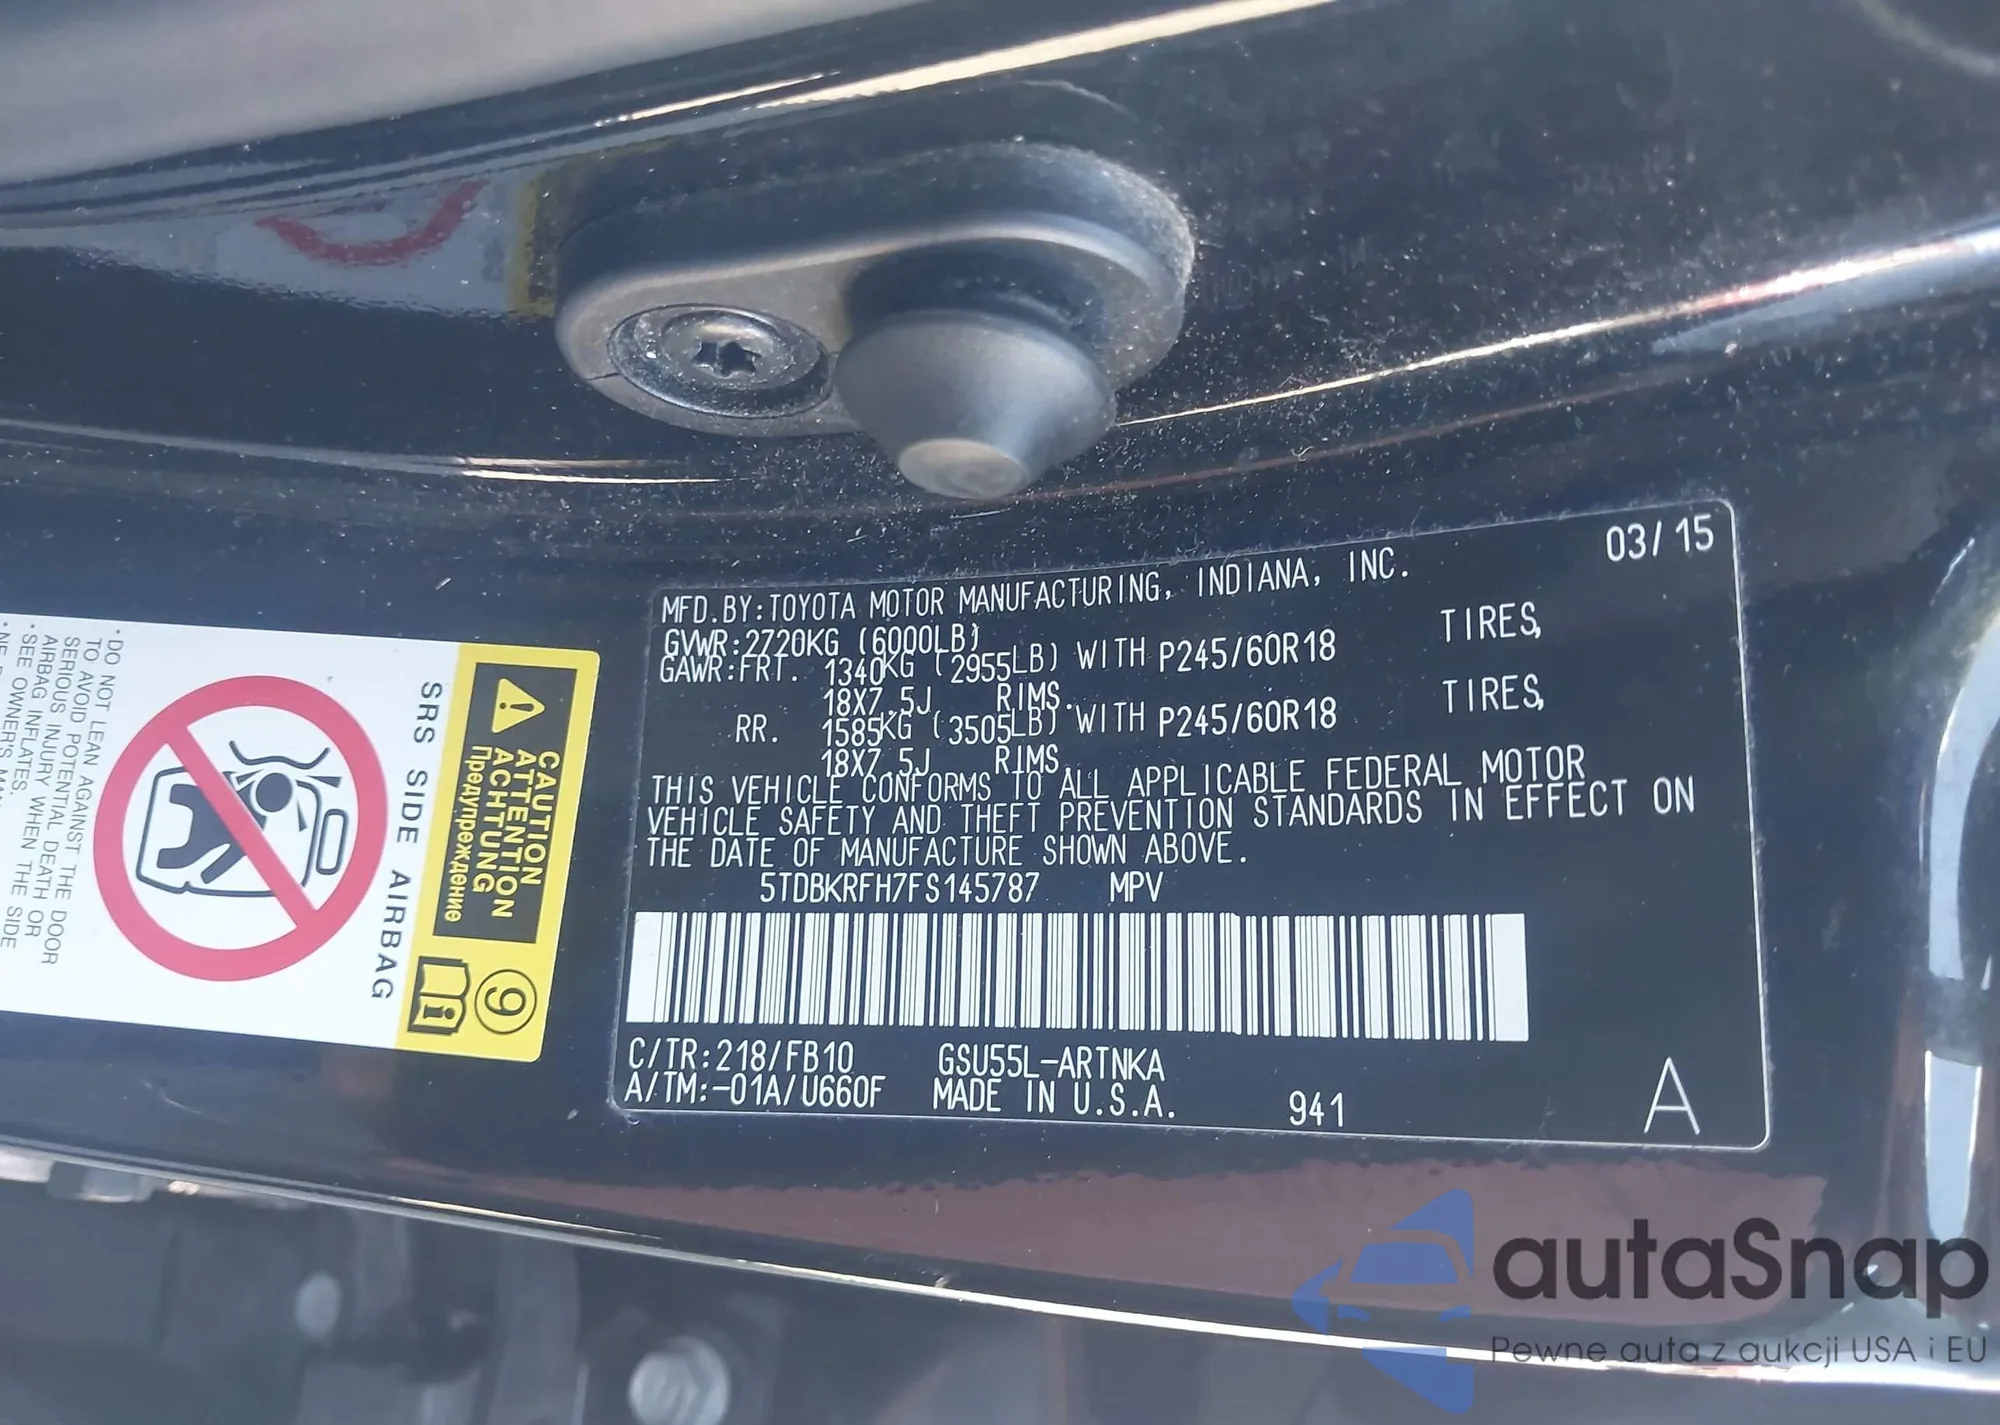 03/15
MFD.BY:TOYOTA MOTOR MANUFACTURING, INDIANA, INC.
GVWR:2720KG (6000LB)
GAWR:FRT. 1340KG (2955LB) WITH P245/60R18 TIRES,
18X7.5J RIMS.
RR. 1585KG (3505LB) WITH P245/60R18 TIRES,
18X7.5J RIMS.
THIS VEHICLE CONFORMS TO ALL APPLICABLE FEDERAL MOTOR
VEHICLE SAFETY AND THEFT PREVENTION STANDARDS IN EFFECT ON
THE DATE OF MANUFACTURE SHOWN ABOVE.
5TDBKRFH7FS145787 MPV
C/TR:218/FB10 GSU55L-ARTNKA
A/TM:-01A/U660F MADE IN U.S.A. 941 A
CAUTION
ATTENTION
ACHTUNG
Предупреждение
9
SRS SIDE AIRBAG
·DO NOT LEAN AGAINST THE DOOR
TO AVOID POTENTIAL
SERIOUS INJURY WHEN THE SIDE
AIRBAG INFLATES.
·SEE OWNER'S
autaSnap
Pewne auta z aukcji USA i EU